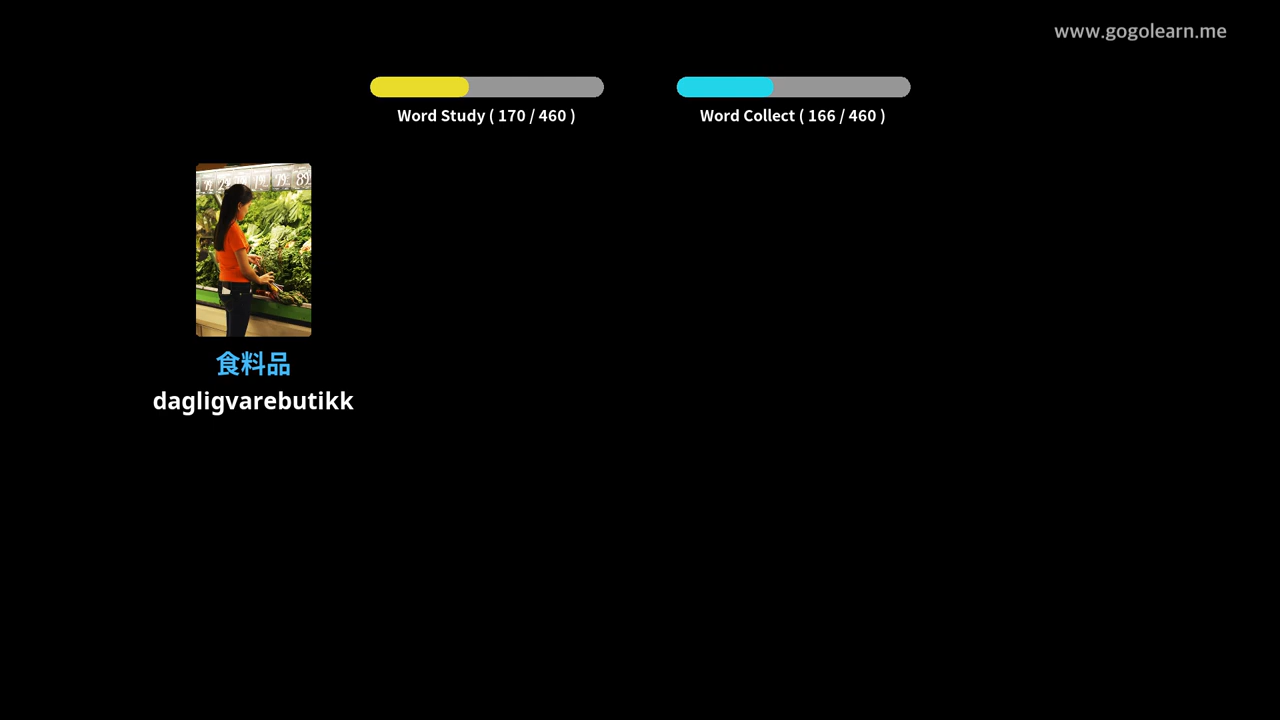 www.gogolearn.me
Word Study ( 170 / 460 )
Word Collect ( 166 / 460 )
食料品
dagligvarebutikk